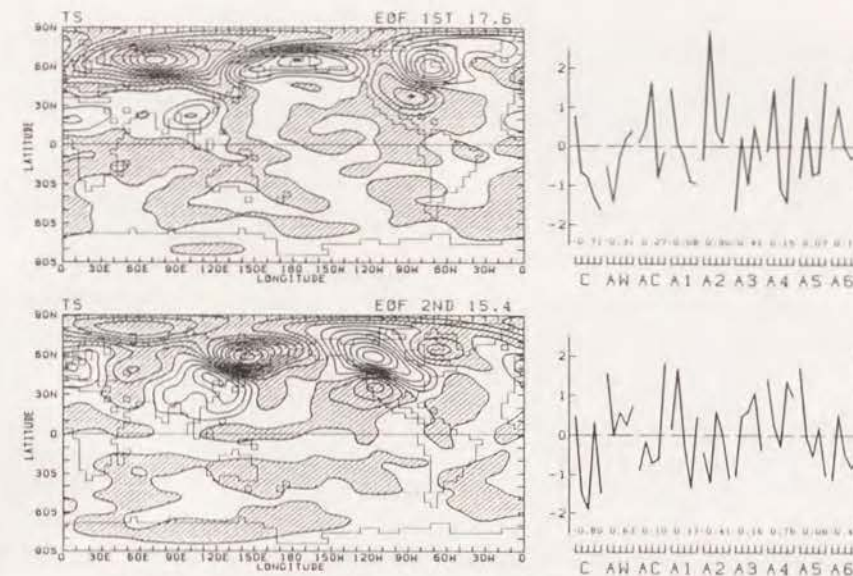 TS EOF 1ST 17.6
90N
60N
30N
0
30S
60S
90S
LATITUDE
0 30E 60E 90E 120E 150E 180 150W 120W 90W 60W 30W 0
LONGITUDE
2
1
0
-1
-2
C AW AC A1 A2 A3 A4 A5 A6
TS EOF 2ND 15.4
90N
60N
30N
0
30S
60S
90S
LATITUDE
0 30E 60E 90E 120E 150E 180 150W 120W 90W 60W 30W 0
LONGITUDE
2
1
0
-1
-2
C AW AC A1 A2 A3 A4 A5 A6